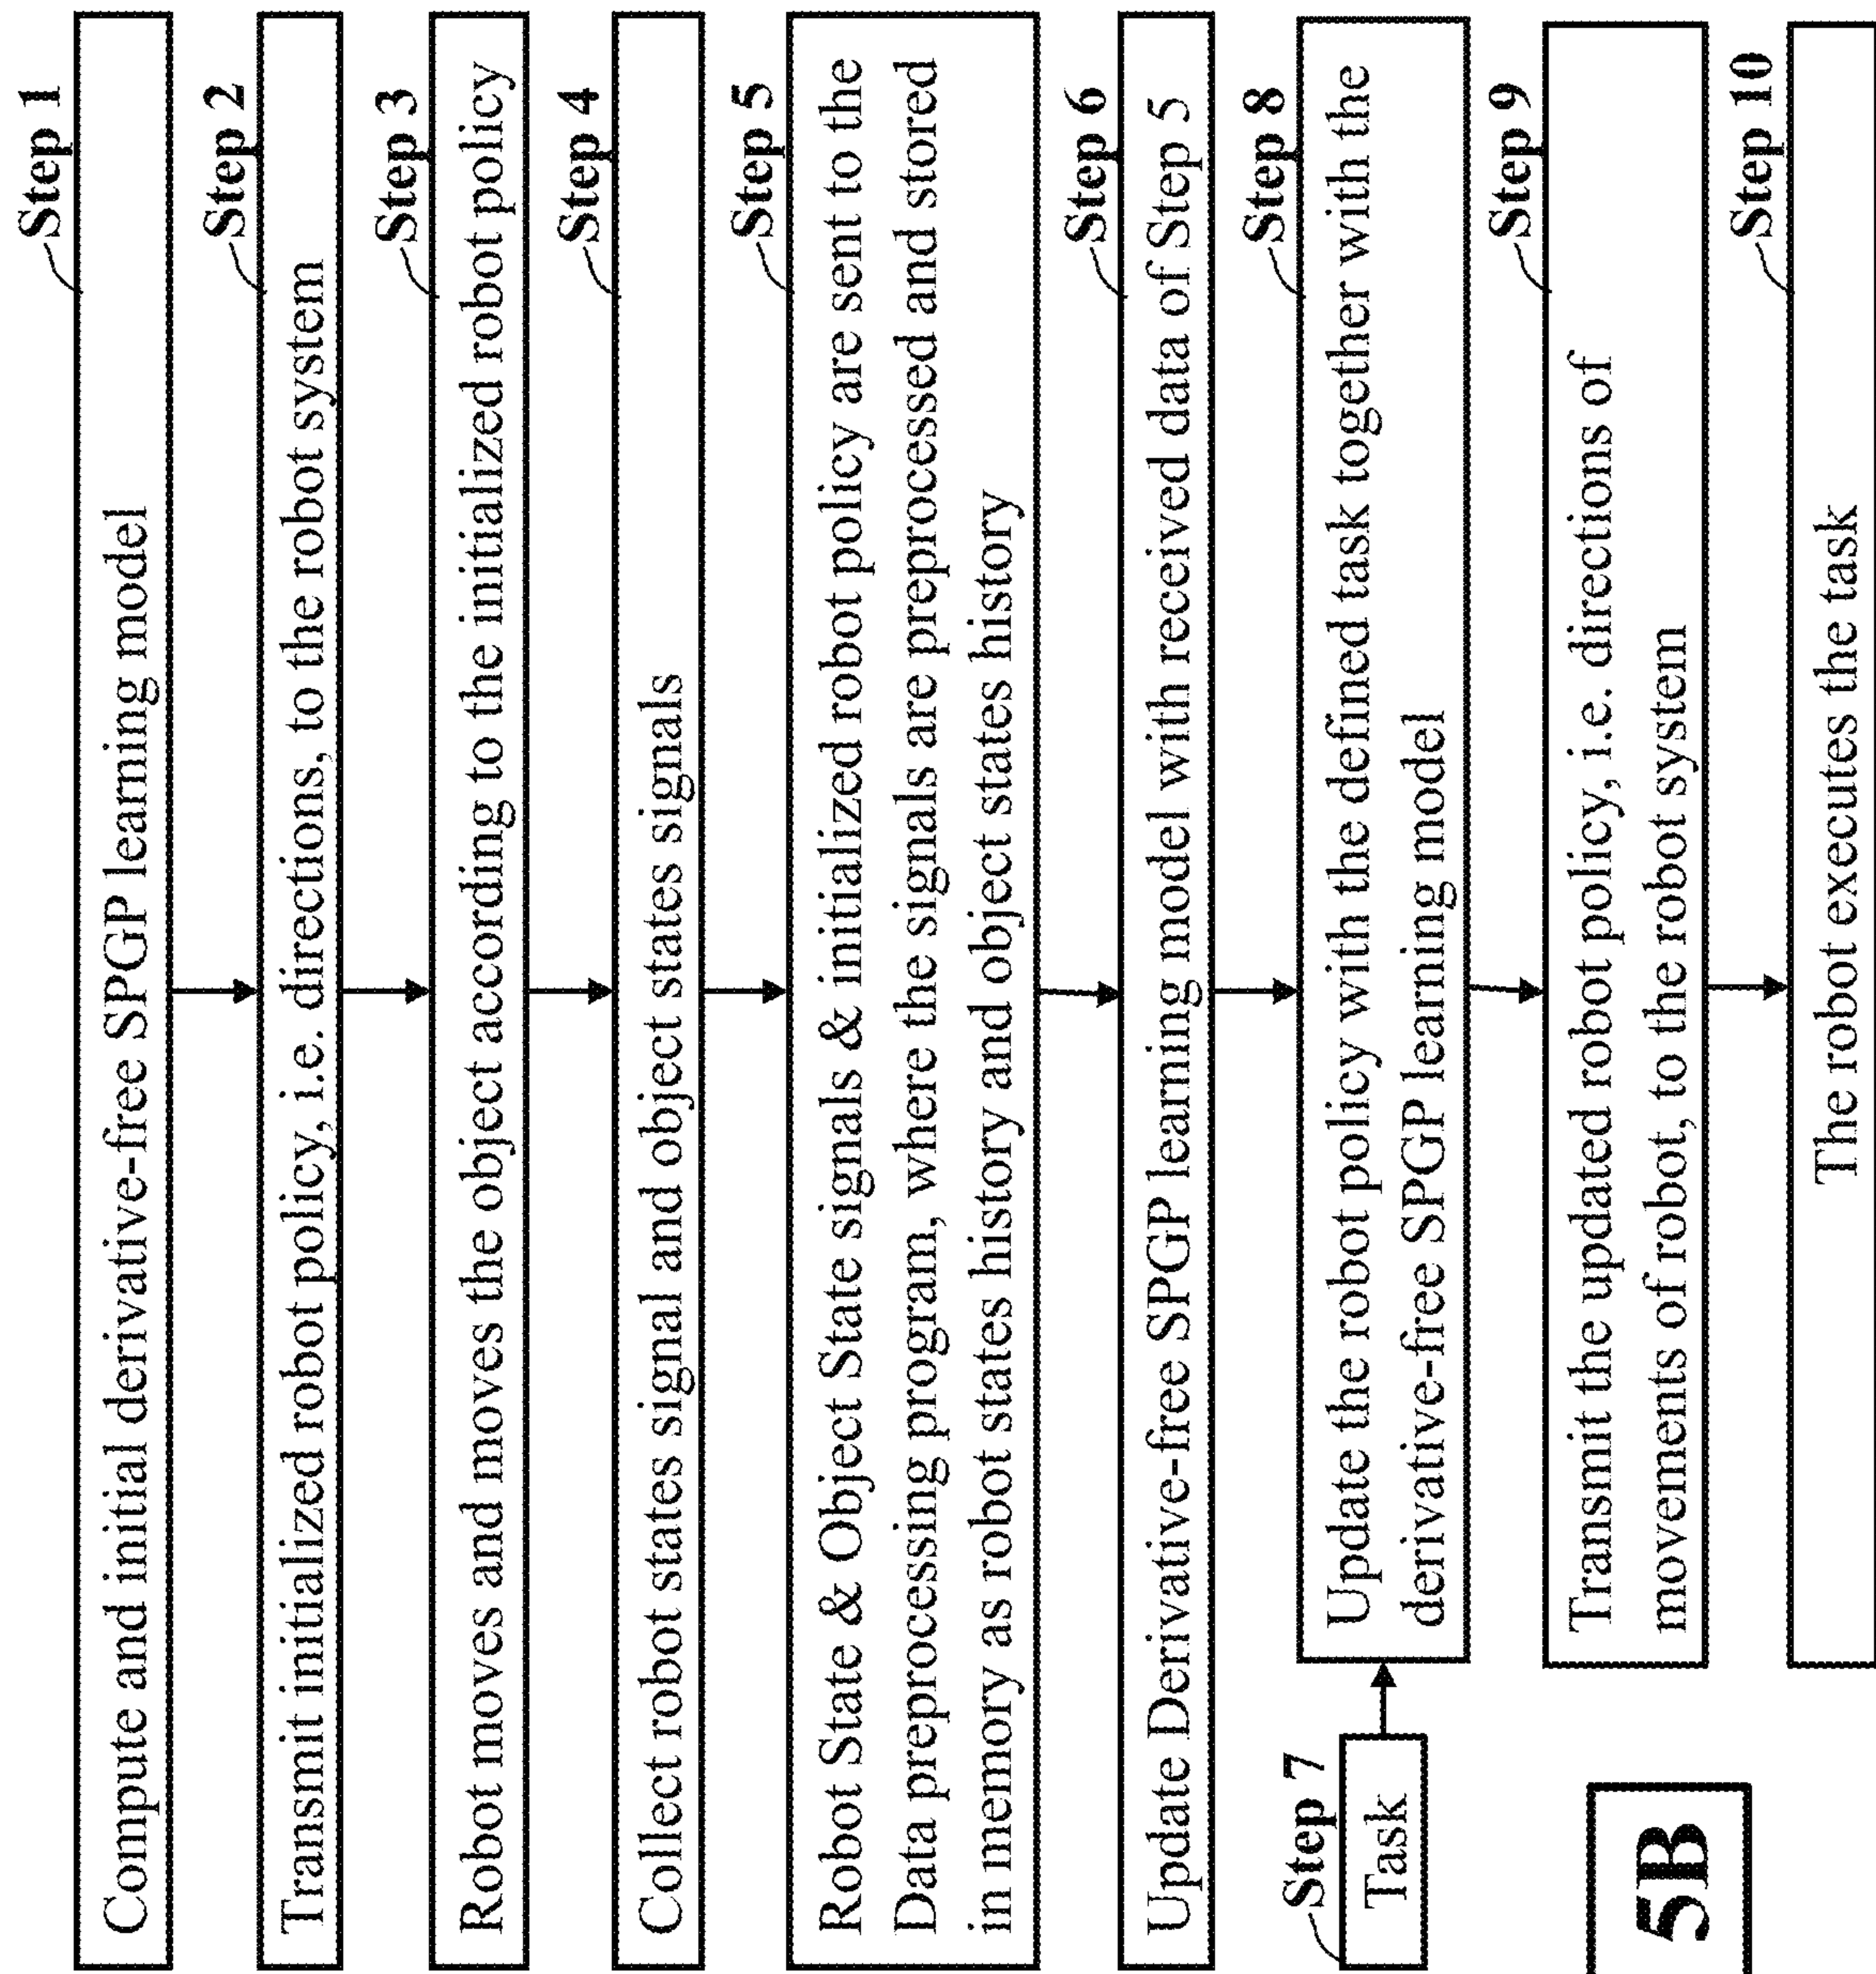 Step 1
Compute and initial derivative-free SPGP learning model
Step 2
Transmit initialized robot policy, i.e. directions, to the robot system
Step 3
Robot moves and moves the object according to the initialized robot policy
Step 4
Collect robot states signal and object states signals
Step 5
Robot State & Object State signals & initialized robot policy are sent to the
Data preprocessing program, where the signals are preprocessed and stored
in memory as robot states history and object states history
Step 6
Update Derivative-free SPGP learning model with received data of Step 5
Step 7
Task
Step 8
Update the robot policy with the defined task together with the
derivative-free SPGP learning model
Step 9
Transmit the updated robot policy, i.e. directions of
movements of robot, to the robot system
Step 10
The robot executes the task
5B